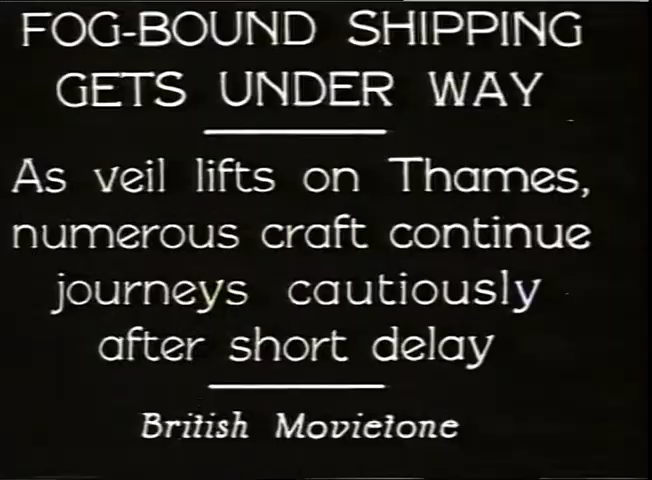 FOG-BOUND SHIPPING
GETS UNDER WAY
As veil lifts on Thames,
numerous craft continue
journeys cautiously
after short delay
British Movietone